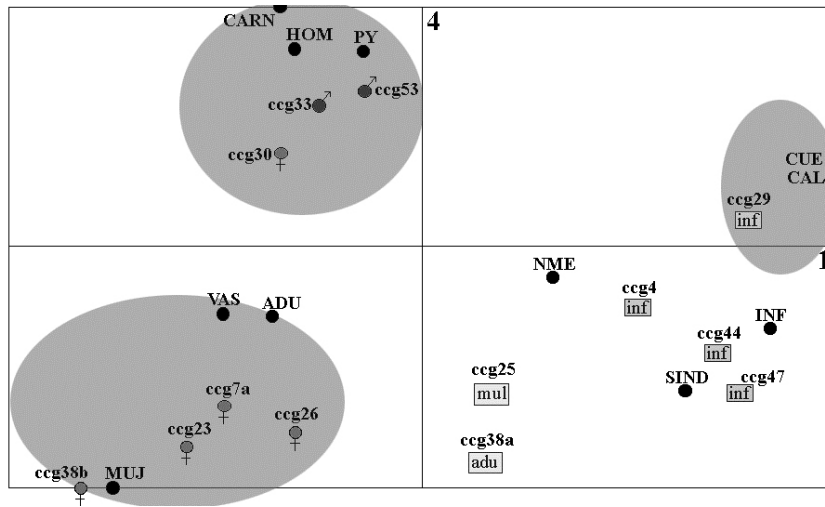 CARN
4
HOM
PY
ccg33
ccg53
ccg30
CUE
CAL
ccg29
inf
1
NME
ccg4
inf
INF
VAS
ADU
ccg44
inf
ccg25
mul
SIND
ccg47
inf
ccg7a
ccg26
ccg23
ccg38a
adu
ccg38b
MUJ